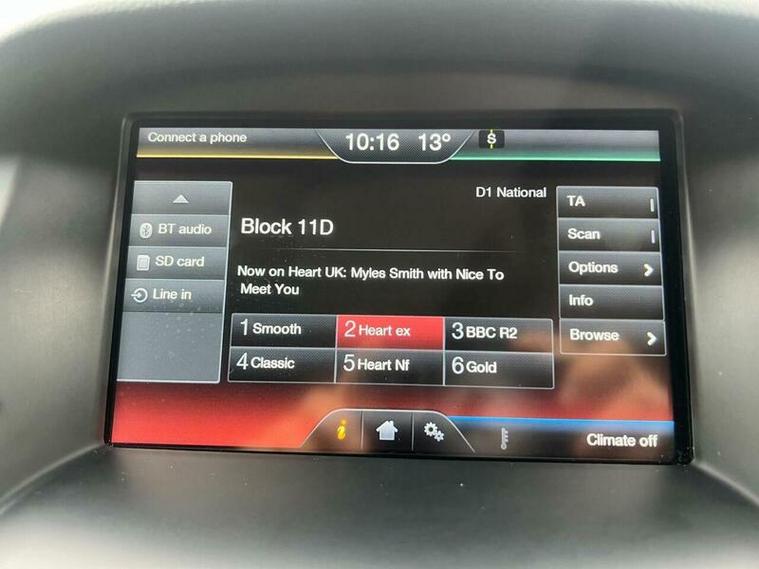 Connect a phone
10:16 13°
D1 National
BT audio
SD card
Line in
Block 11D
Now on Heart UK: Myles Smith with Nice To
Meet You
1 Smooth
2 Heart ex
3 BBC R2
4 Classic
5 Heart Nf
6 Gold
TA
Scan
Options
Info
Browse
i
Climate off